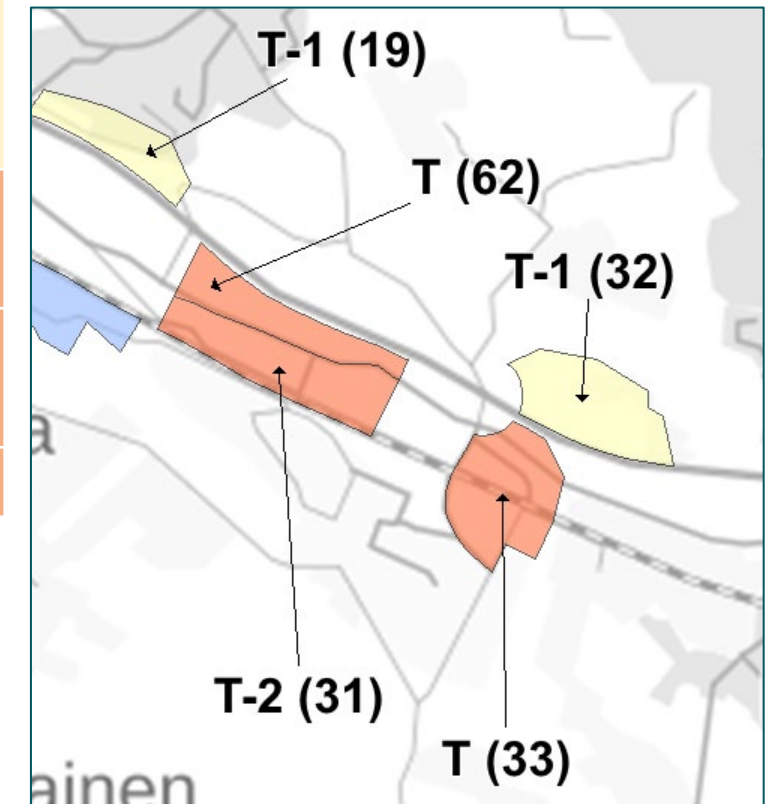 T-1 (19)
T (62)
T-1 (32)
a
T-2 (31)
T (33)
ainen